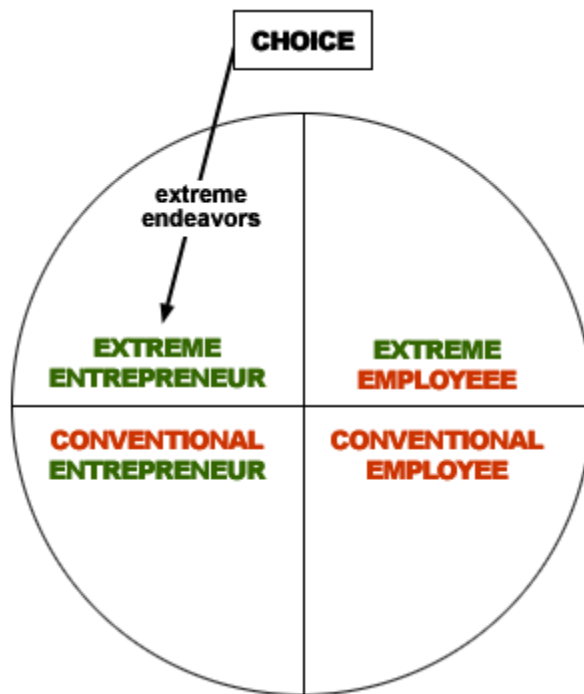 CHOICE
extreme
endeavors
EXTREME
ENTREPRENEUR
EXTREME
EMPLOYEEE
CONVENTIONAL
ENTREPRENEUR
CONVENTIONAL
EMPLOYEE